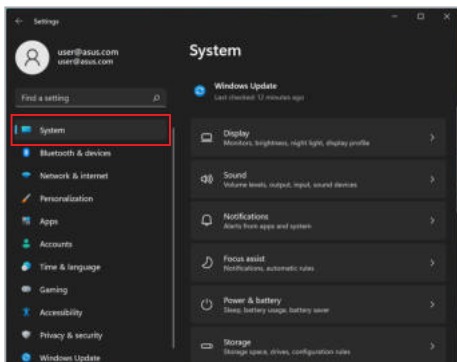 Settings
user@asus.com
user@asus.com
Find a setting
System
Bluetooth & devices
Network & internet
Personalization
Apps
Accounts
Time & language
Gaming
Accessibility
Privacy & security
Windows Update
System
Windows Update
Last checked: 12 minutes ago
Display
Monitors, brightness, night light, display profile
Sound
Volume levels, output, input, sound devices
Notifications
Alerts from apps and system
Focus assist
Notifications, automatic rules
Power & battery
Sleep, battery usage, battery saver
Storage
Storage space, drives, configuration rules